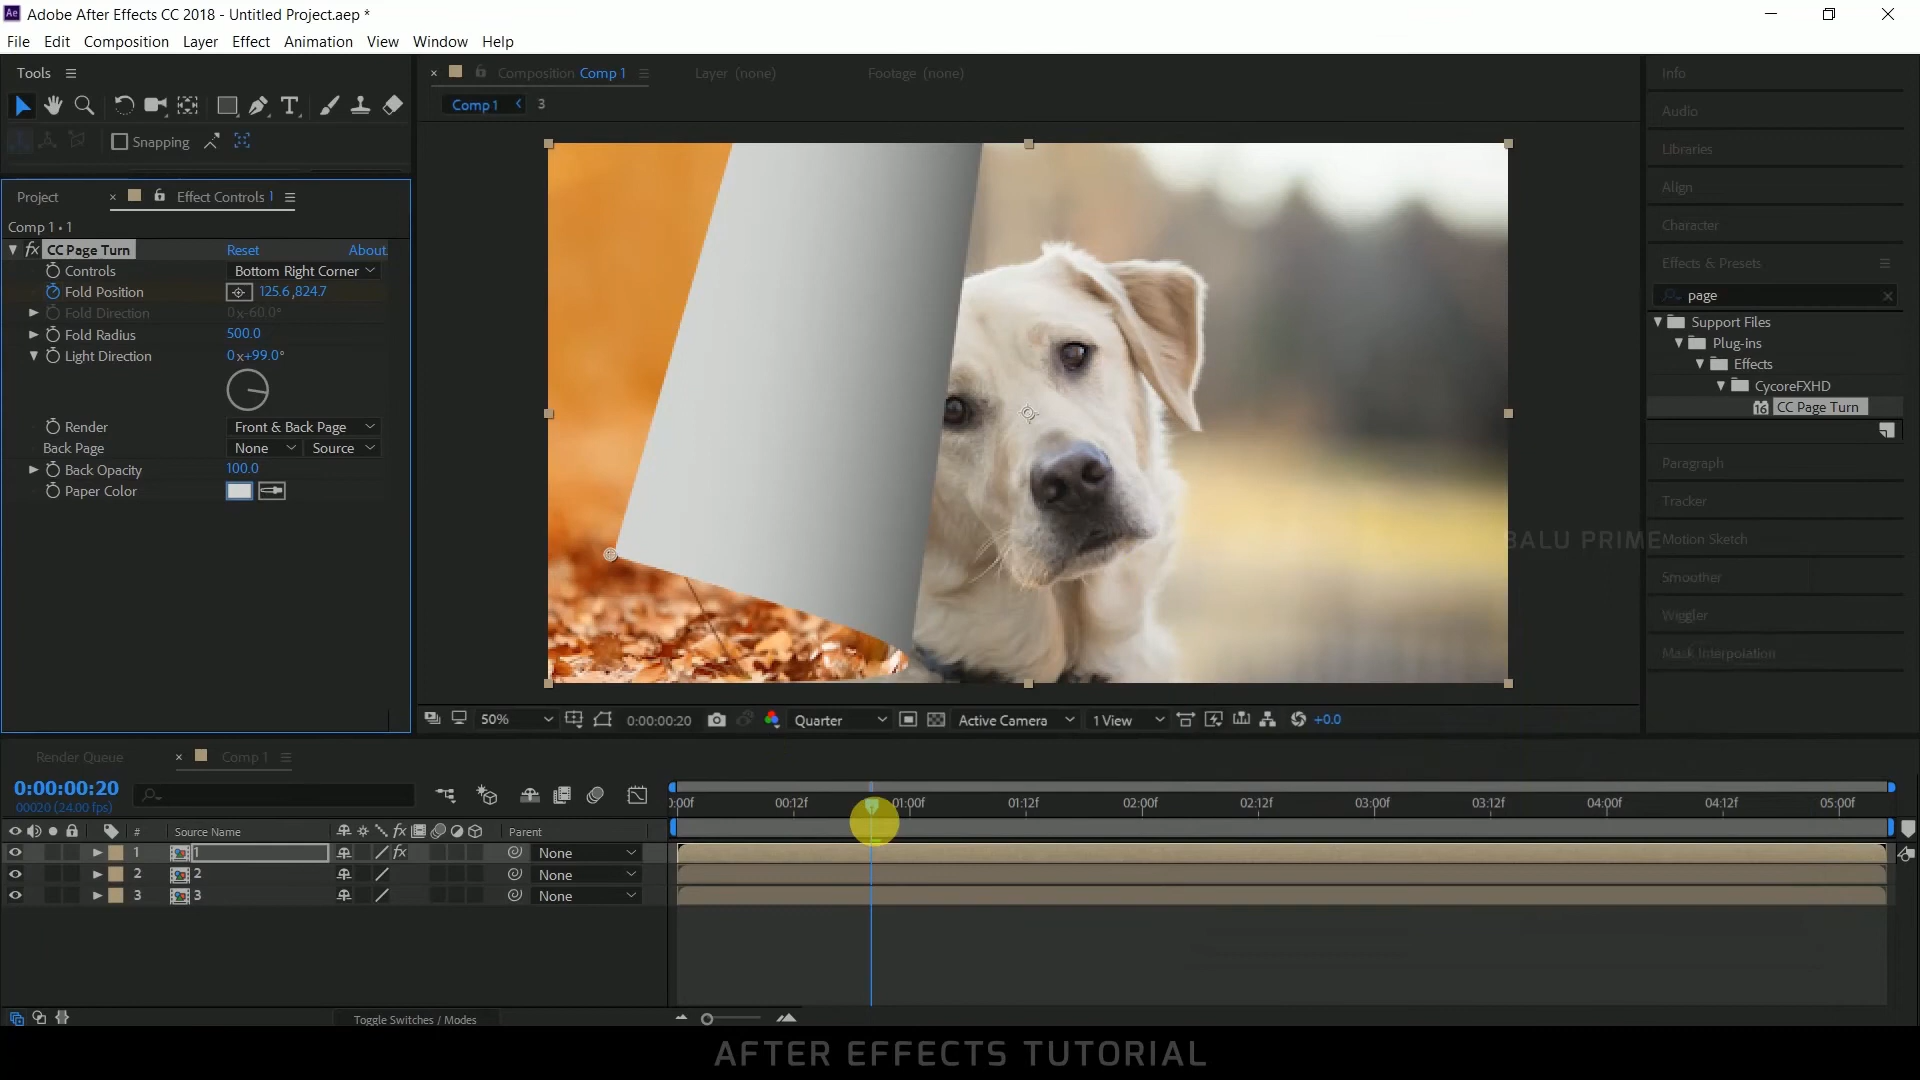 Adobe After Effects CC 2018 - Untitled Project.aep *
File Edit Composition Layer Effect Animation View Window Help
Tools
Snapping
Project
Effect Controls 1
Comp 1 • 1
fx CC Page Turn Reset About
Controls Bottom Right Corner
Fold Position 125.6,824.7
Fold Direction 0x-60.0°
Fold Radius 500.0
Light Direction 0x+99.0°
Render Front & Back Page
Back Page None Source
Back Opacity 100.0
Paper Color
Composition Comp 1
Layer (none)
Footage (none)
Comp 1 3
50% 0:00:00:20 Quarter Active Camera 1 View +0.0
Info
Audio
Libraries
Align
Character
Effects & Presets
page
Support Files
Plug-ins
Effects
CycoreFXHD
16 CC Page Turn
Paragraph
Tracker
Motion Sketch
Smoother
Wiggler
Mask Interpolation
BALU PRIME
Render Queue
Comp 1
0:00:00:20
00020 (24.00 fps)
:00f 00:12f 01:00f 01:12f 02:00f 02:12f 03:00f 03:12f 04:00f 04:12f 05:00f
# Source Name fx Parent
1 1 fx None
2 2 None
3 3 None
Toggle Switches / Modes
AFTER EFFECTS TUTORIAL